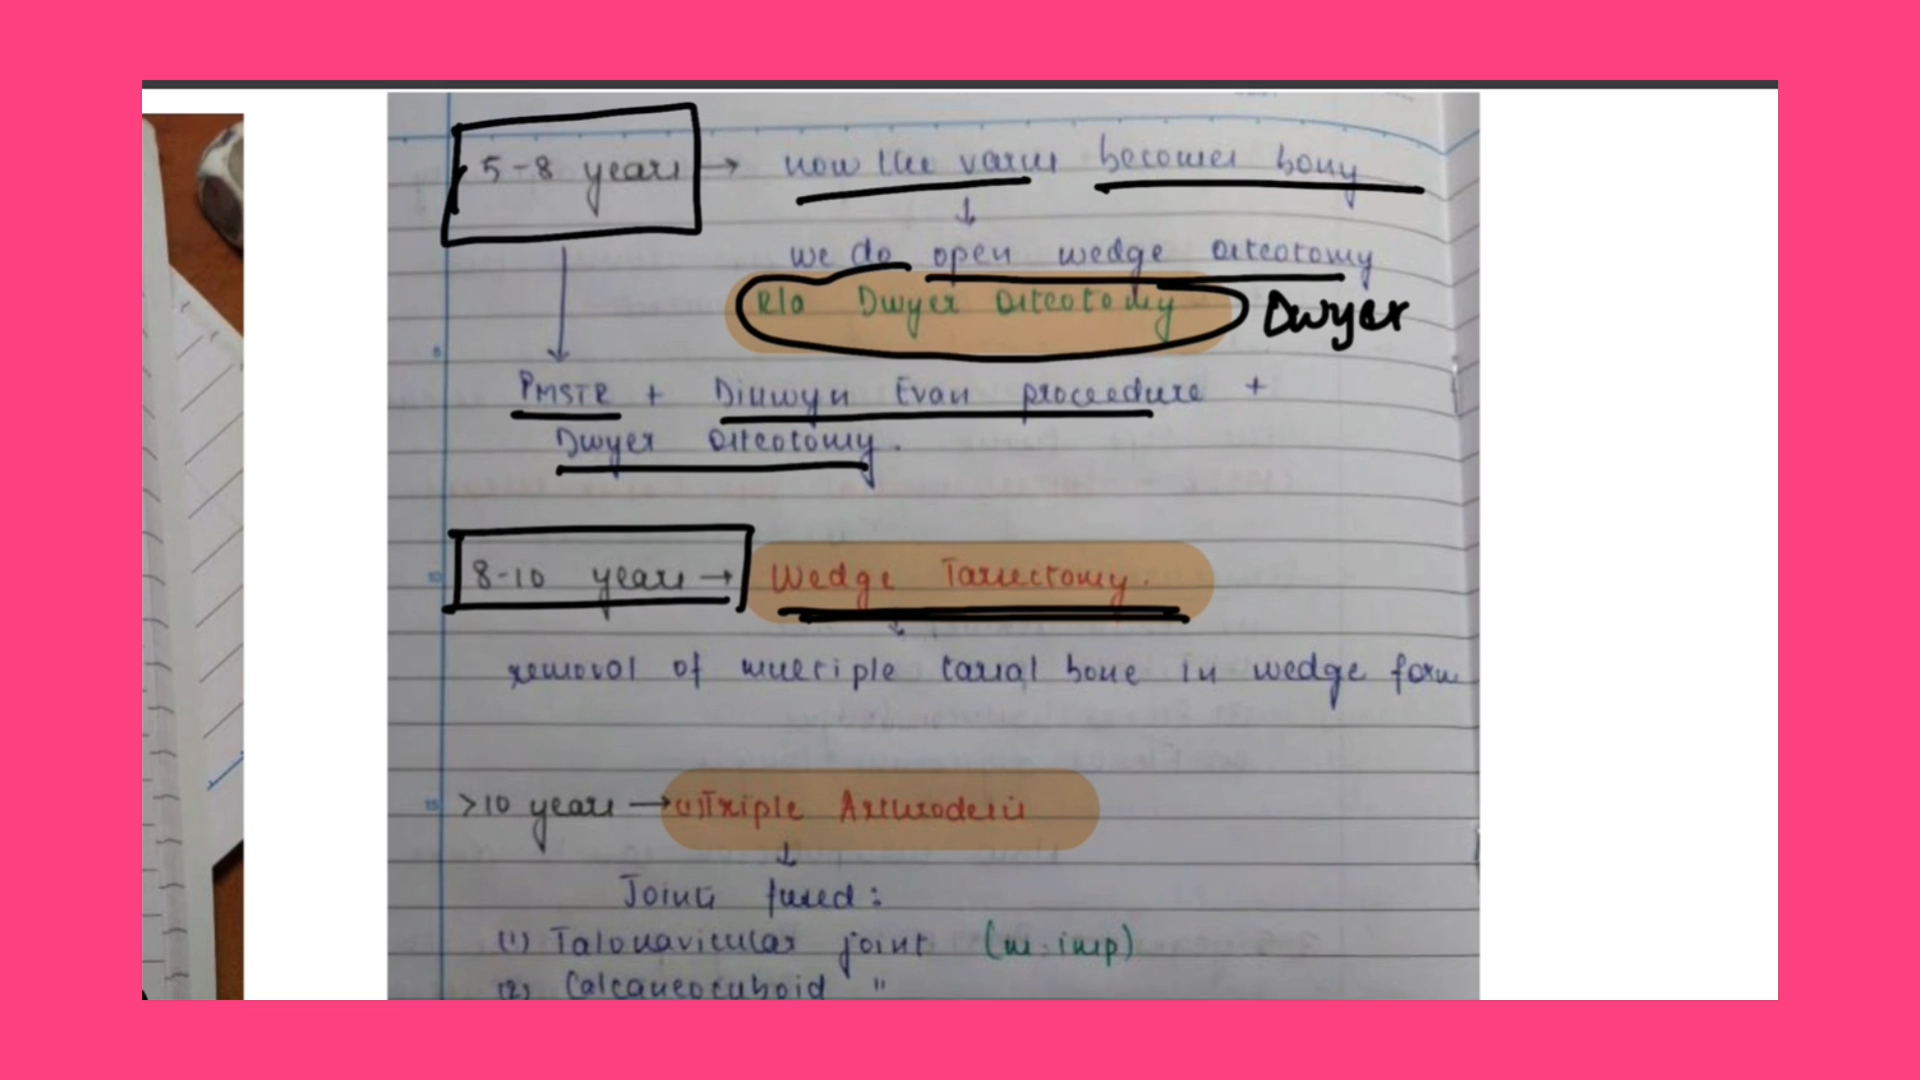 5-8 years → now the varus becomes bony
↓
we do open wedge osteotomy
k/a Dwyer Osteotomy Dwyer
PMSTR + Dillwyn Evan proceedure +
Dwyer Osteotomy.
8-10 years → Wedge Tarsectomy.
↓
removal of multiple tarsal bone in wedge form
>10 years → (1) Triple Arthrodesis
↓
Joints fused:
(1) Talonavicular joint (m. imp)
(2) Calcaneocuboid "